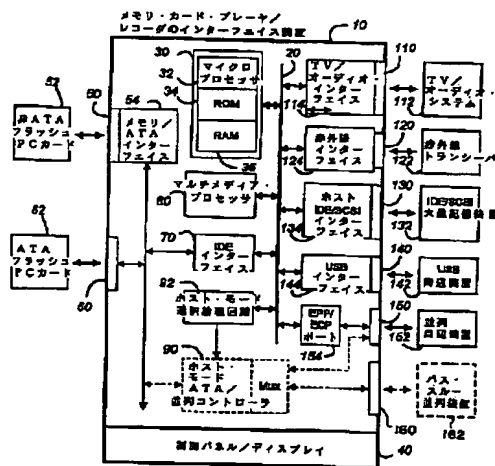 メモリ・カード・プレーヤ/
レコーダのインターフェイス装置
10
30
20
110
マイクロ
プロセッサ
32
34
ROM
RAM
36
52
60
54
メモリ/
ATA
インター
フェイス
フラッシュ
PCカード
TV/
オーディオ・
インター
フェイス
114
TV/
オーディオ・
システム
112
120
赤外線
インター
フェイス
124
赤外線
トランシーバ
122
マルチメディア・
プロセッサ
80
130
ホスト
IDE/SCSI
インター
フェイス
134
IDE/SCSI
大量記憶装置
132
52
ATA
フラッシュ
PCカード
60
70
IDE
インター
フェイス
140
USB
インター
フェイス
144
USB
周辺装置
142
92
ホスト・モード
選択論理回路
150
EPP/
ECP
ポート
154
並列
周辺装置
152
90
ホスト・
モード
ATA/
並列コントローラ
Mux
160
パス・
スルー
並列装置
162
制御パネル/ディスプレイ
40